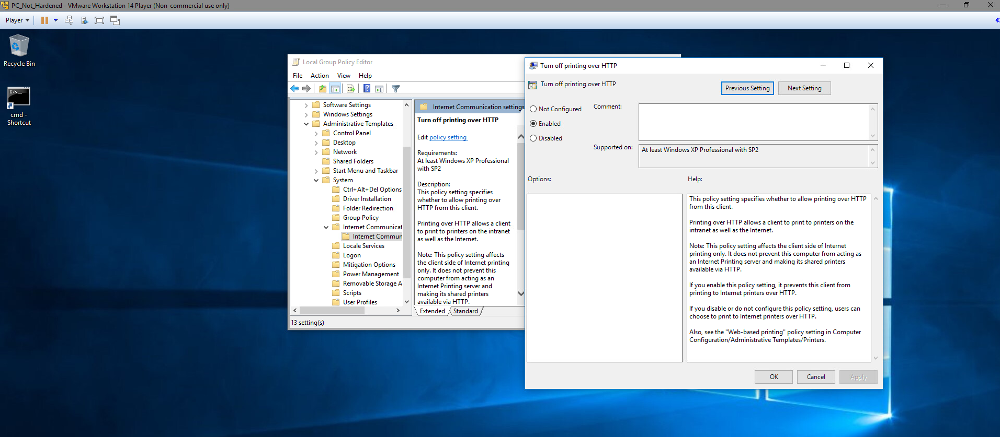 PC_Not_Hardened - VMware Workstation 14 Player (Non-commercial use only)
Player
Recycle Bin
cmd -
Shortcut
Local Group Policy Editor
File Action View Help
Software Settings
Windows Settings
Administrative Templates
Control Panel
Desktop
Network
Shared Folders
Start Menu and Taskbar
System
Ctrl+Alt+Del Options
Driver Installation
Folder Redirection
Group Policy
Internet Communicat
Internet Commun
Locale Services
Logon
Mitigation Options
Power Management
Removable Storage A
Scripts
User Profiles
13 setting(s)
Internet Communication settings
Turn off printing over HTTP
Edit policy setting
Requirements:
At least Windows XP Professional
with SP2
Description:
This policy setting specifies
whether to allow printing over
HTTP from this client.
Printing over HTTP allows a client
to print to printers on the intranet
as well as the Internet.
Note: This policy setting affects
the client side of Internet printing
only. It does not prevent this
computer from acting as an
Internet Printing server and
making its shared printers
available via HTTP.
Extended Standard
Turn off printing over HTTP
Turn off printing over HTTP
Previous Setting Next Setting
Not Configured
Enabled
Disabled
Comment:
Supported on:
At least Windows XP Professional with SP2
Options:
Help:
This policy setting specifies whether to allow printing over HTTP
from this client.
Printing over HTTP allows a client to print to printers on the
intranet as well as the Internet.
Note: This policy setting affects the client side of Internet
printing only. It does not prevent this computer from acting as
an Internet Printing server and making its shared printers
available via HTTP.
If you enable this policy setting, it prevents this client from
printing to Internet printers over HTTP.
If you disable or do not configure this policy setting, users can
choose to print to Internet printers over HTTP.
Also, see the "Web-based printing" policy setting in Computer
Configuration/Administrative Templates/Printers.
OK Cancel Apply